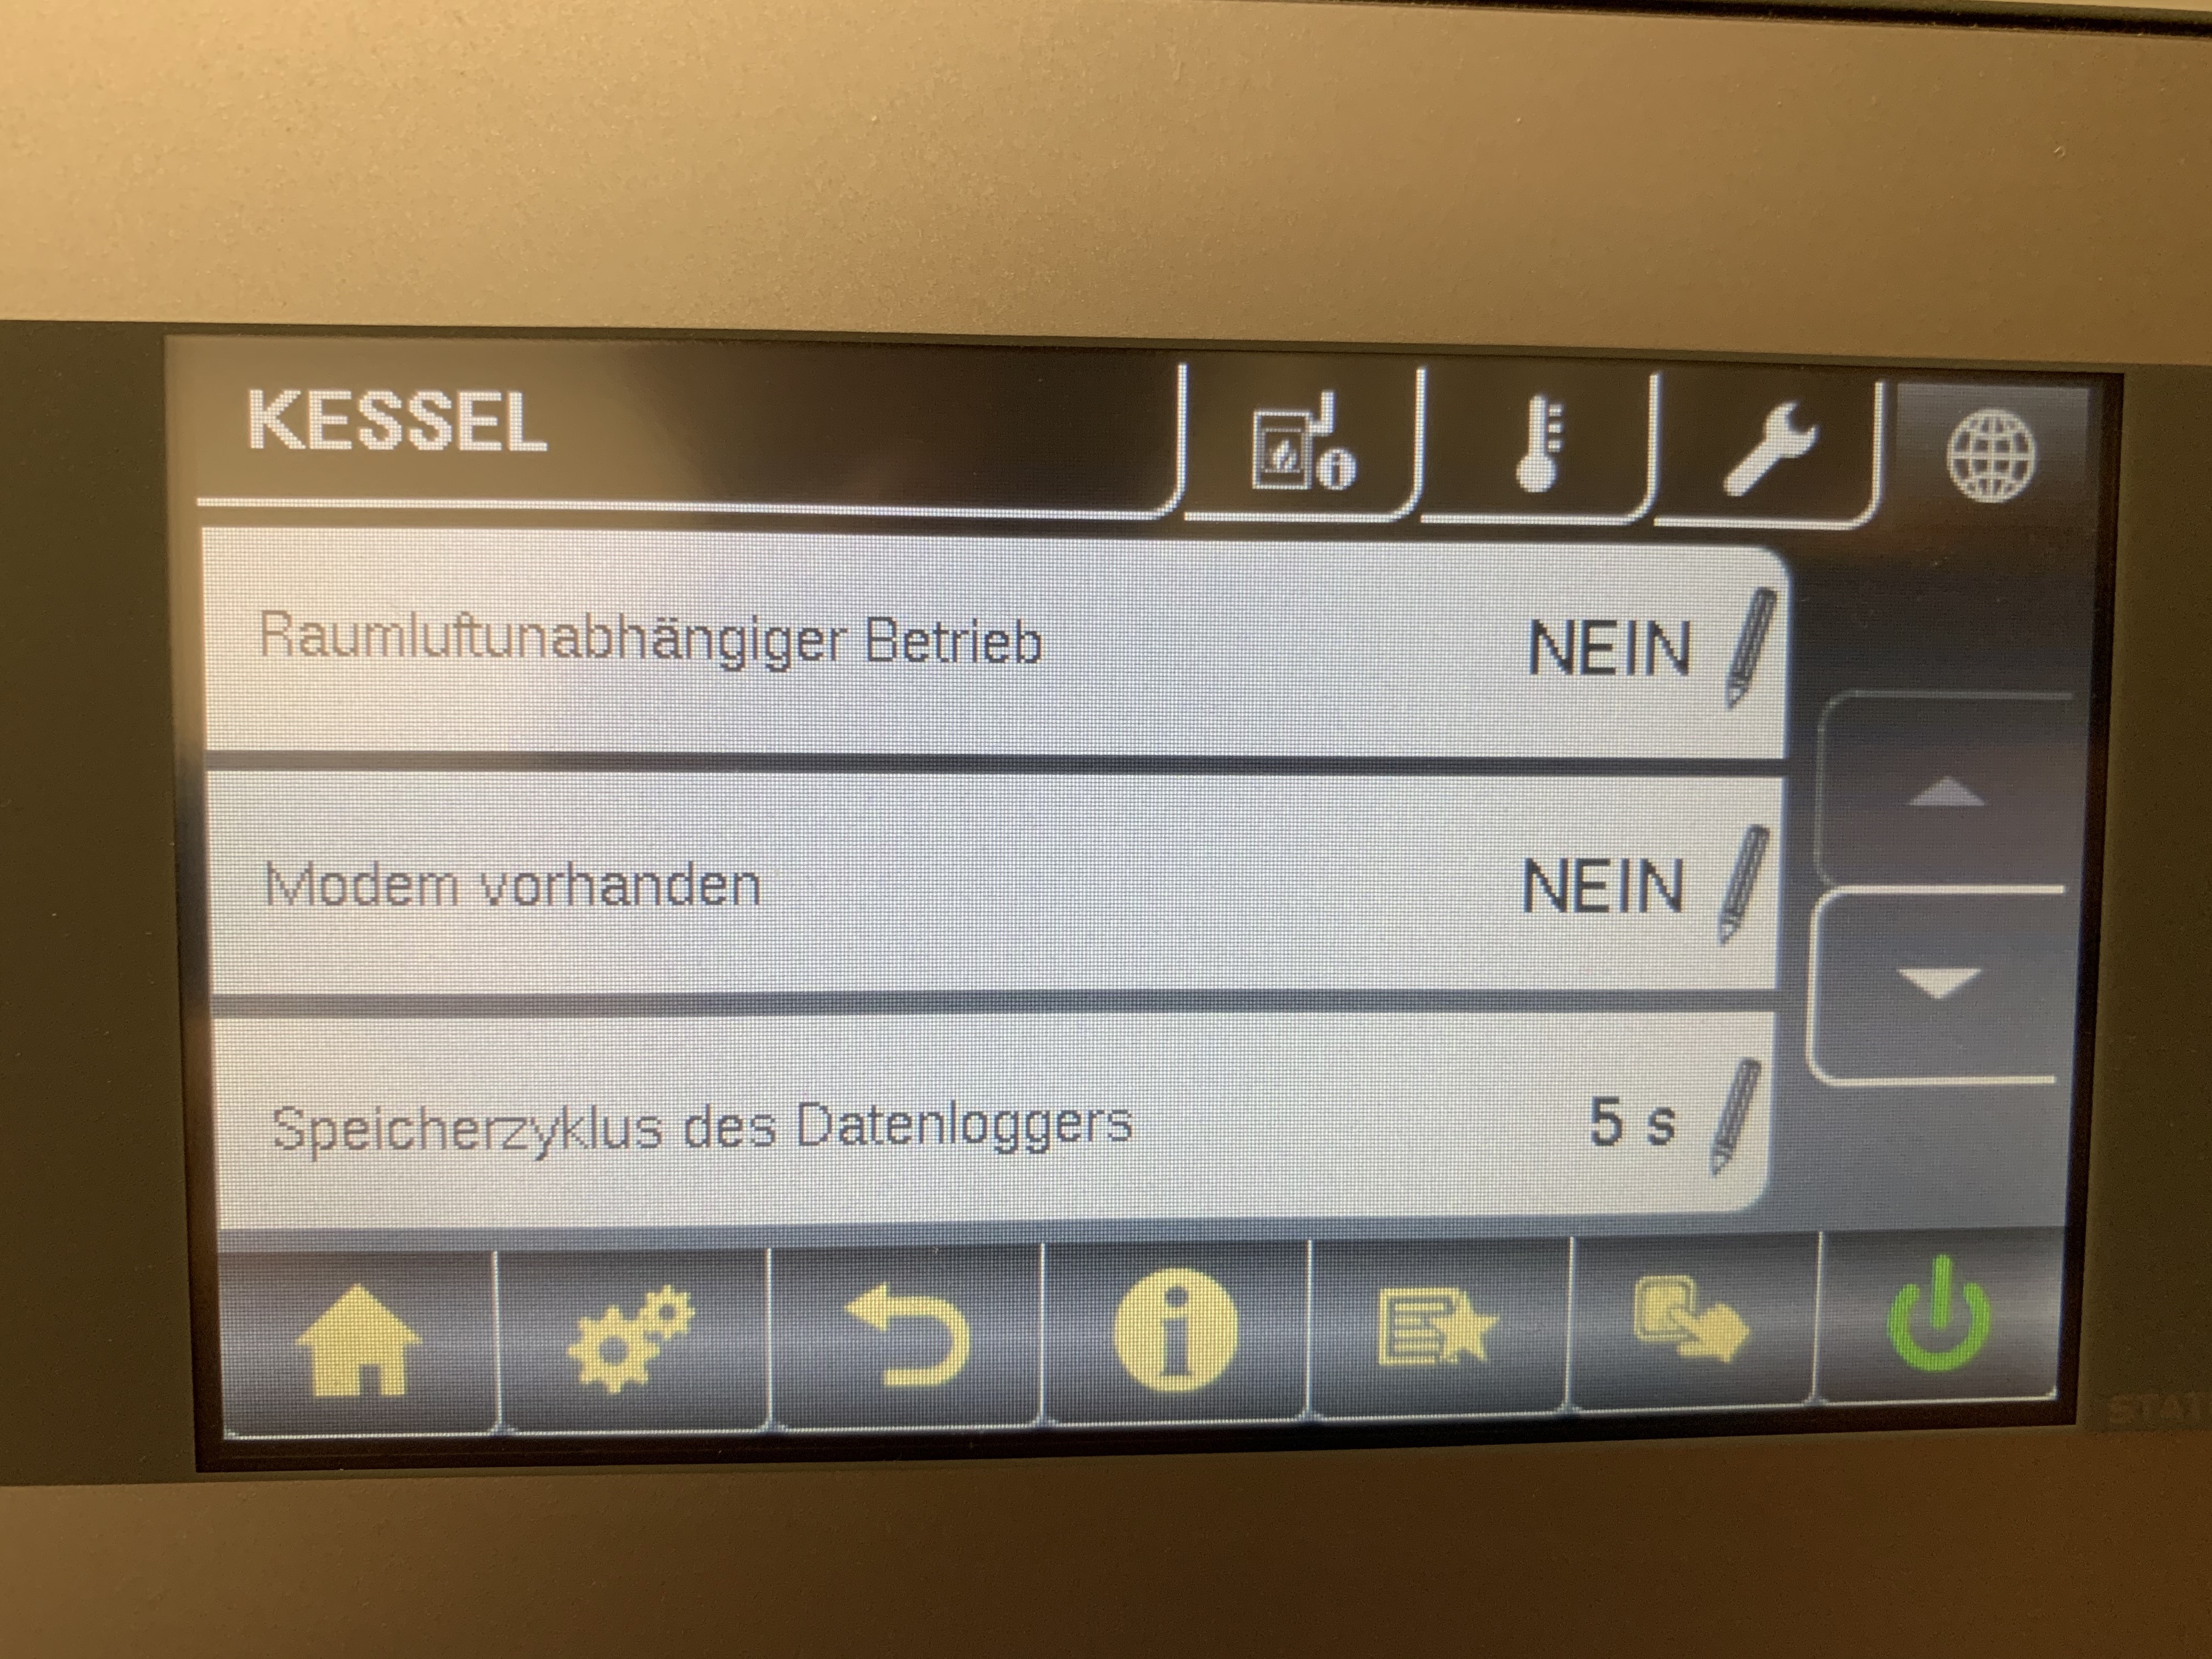 KESSEL
Raumluftunabhängiger Betrieb NEIN
Modem vorhanden NEIN
Speicherzyklus des Datenloggers 5 s